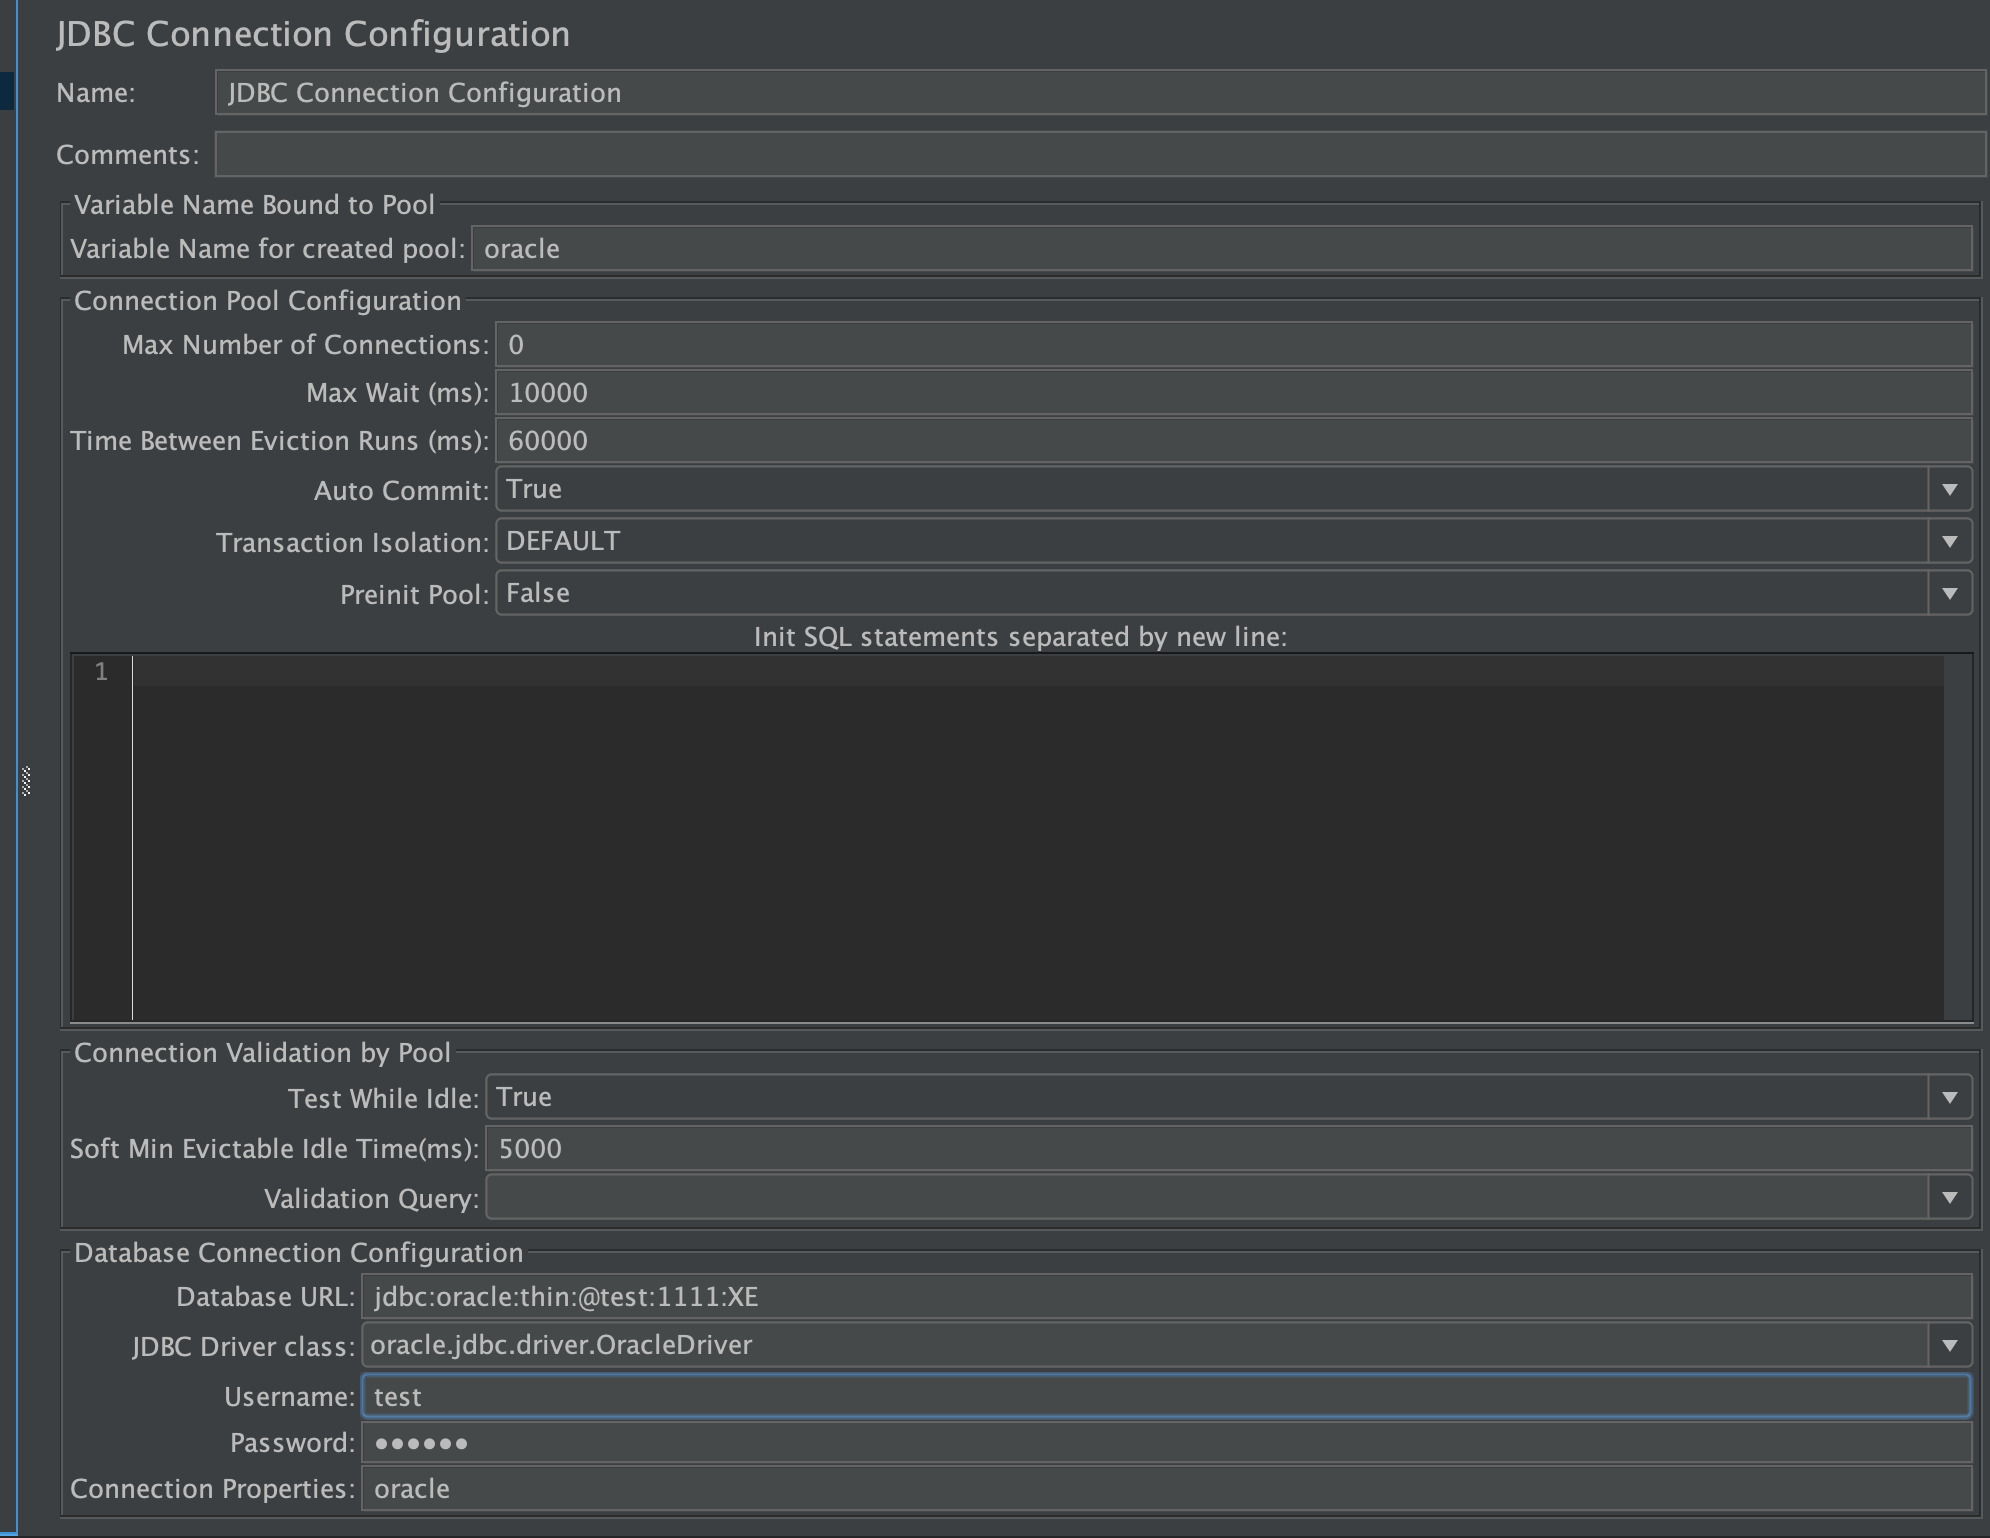 JDBC Connection Configuration
Name: JDBC Connection Configuration
Comments:
Variable Name Bound to Pool
Variable Name for created pool: oracle
Connection Pool Configuration
Max Number of Connections: 0
Max Wait (ms): 10000
Time Between Eviction Runs (ms): 60000
Auto Commit: True
Transaction Isolation: DEFAULT
Preinit Pool: False
Init SQL statements separated by new line:
1
Connection Validation by Pool
Test While Idle: True
Soft Min Evictable Idle Time(ms): 5000
Validation Query:
Database Connection Configuration
Database URL: jdbc:oracle:thin:@test:1111:XE
JDBC Driver class: oracle.jdbc.driver.OracleDriver
Username: test
Password: ••••••
Connection Properties: oracle